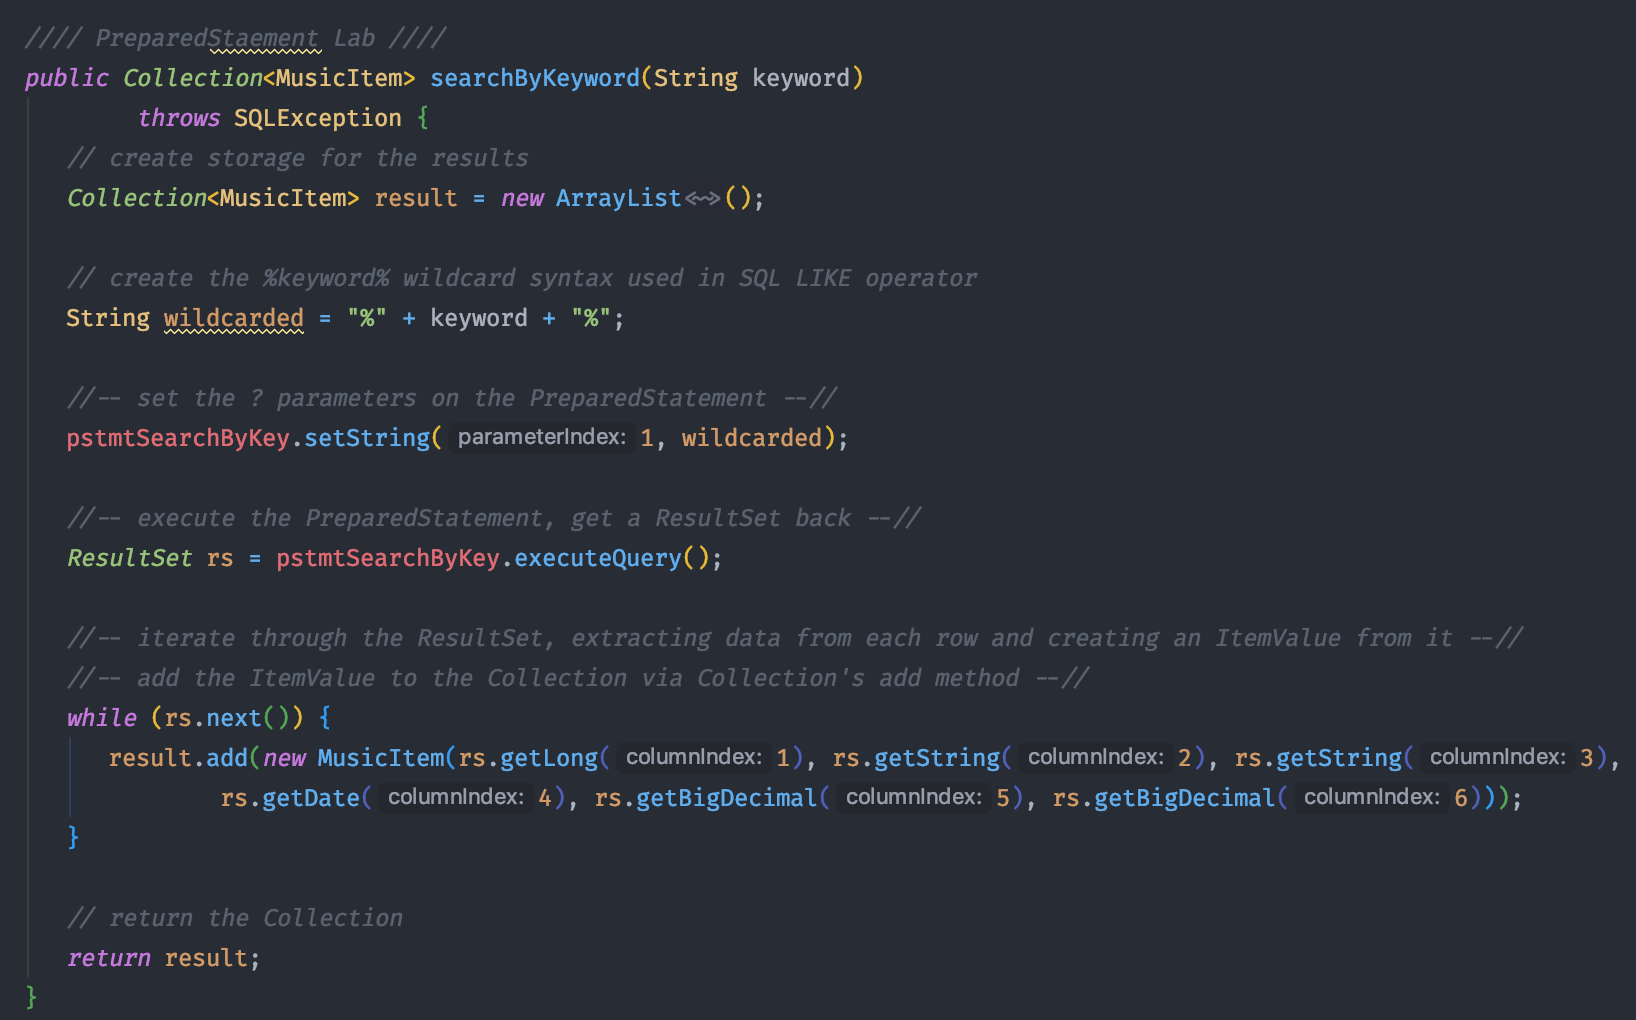 //// PreparedStaement Lab ////
public Collection<MusicItem> searchByKeyword(String keyword)
throws SQLException {
// create storage for the results
Collection<MusicItem> result = new ArrayList<~>();
// create the %keyword% wildcard syntax used in SQL LIKE operator
String wildcarded = "%" + keyword + "%";
//-- set the ? parameters on the PreparedStatement --//
pstmtSearchByKey.setString( parameterIndex: 1, wildcarded);
//-- execute the PreparedStatement, get a ResultSet back --//
ResultSet rs = pstmtSearchByKey.executeQuery();
//-- iterate through the ResultSet, extracting data from each row and creating an ItemValue from it --//
//-- add the ItemValue to the Collection via Collection's add method --//
while (rs.next()) {
result.add(new MusicItem(rs.getLong( columnIndex: 1), rs.getString( columnIndex: 2), rs.getString( columnIndex: 3),
rs.getDate( columnIndex: 4), rs.getBigDecimal( columnIndex: 5), rs.getBigDecimal( columnIndex: 6)));
}
// return the Collection
return result;
}